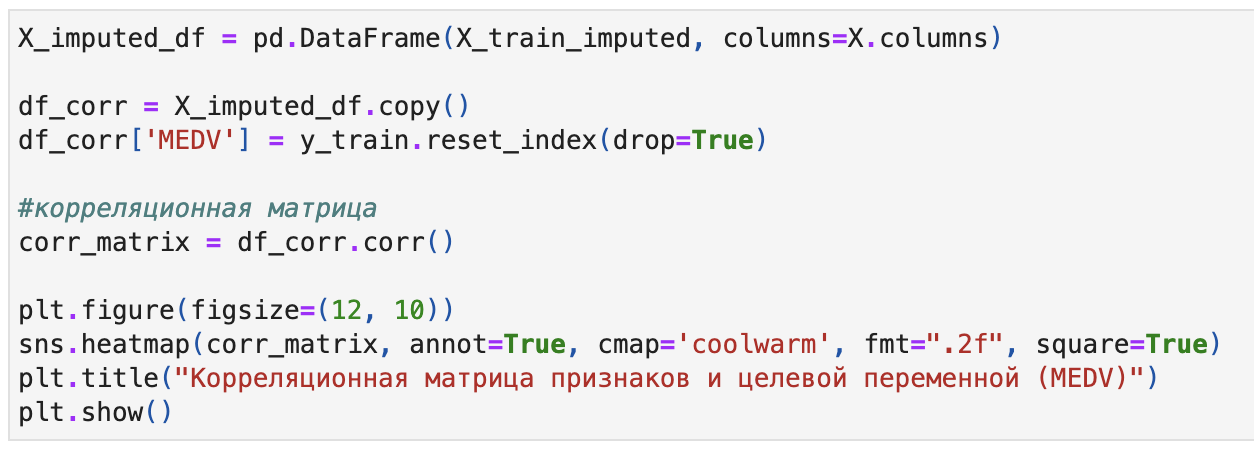 X_imputed_df = pd.DataFrame(X_train_imputed, columns=X.columns)
df_corr = X_imputed_df.copy()
df_corr['MEDV'] = y_train.reset_index(drop=True)
#корреляционная матрица
corr_matrix = df_corr.corr()
plt.figure(figsize=(12, 10))
sns.heatmap(corr_matrix, annot=True, cmap='coolwarm', fmt=".2f", square=True)
plt.title("Корреляционная матрица признаков и целевой переменной (MEDV)")
plt.show()